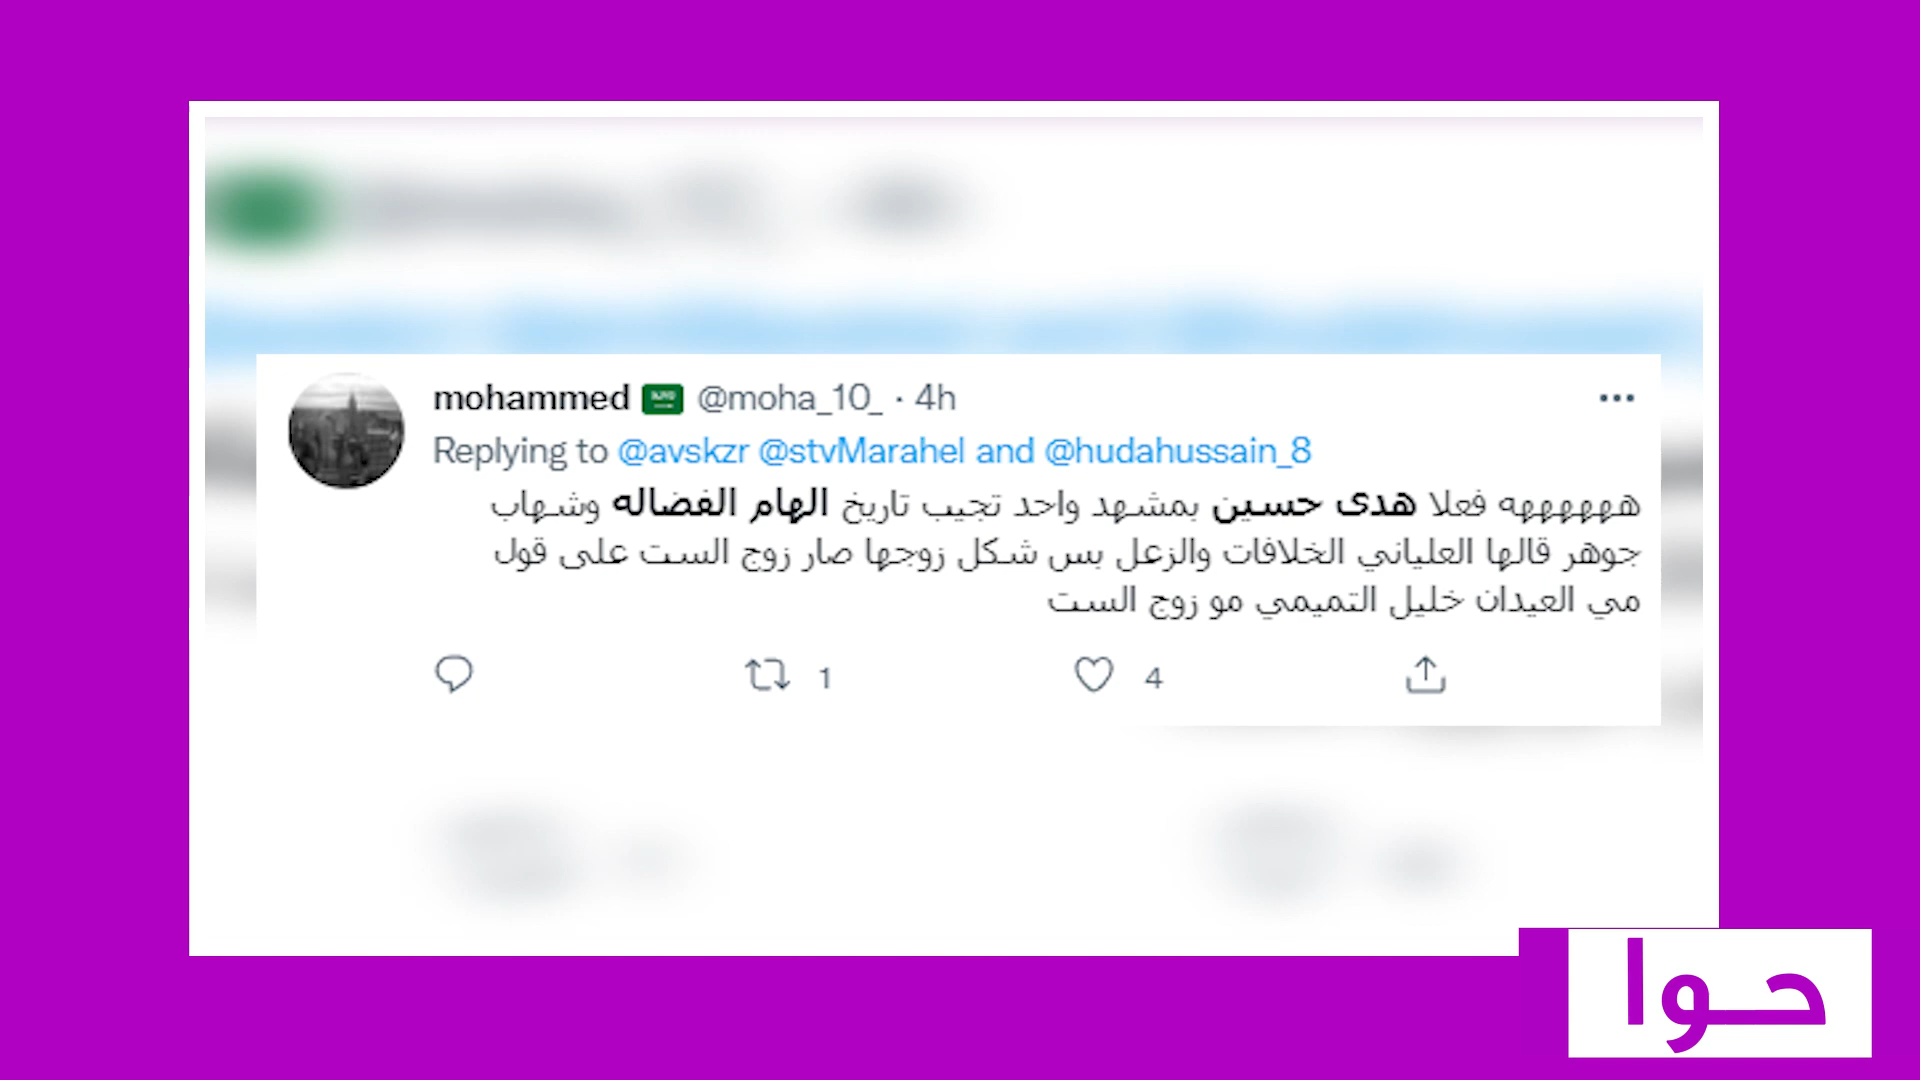 mohammed @moha_10_ · 4h
Replying to @avskzr @stvMarahel and @hudahussain_8
هههههههه فعلا هدى حسين بمشهد واحد تجيب تاريخ الهام الفضاله وشهاب
جوهر قالها العلياني الخلافات والزعل بس شكل زوجها صار زوج الست على قول
مي العيدان خليل التميمي مو زوج الست
1 4
حوا